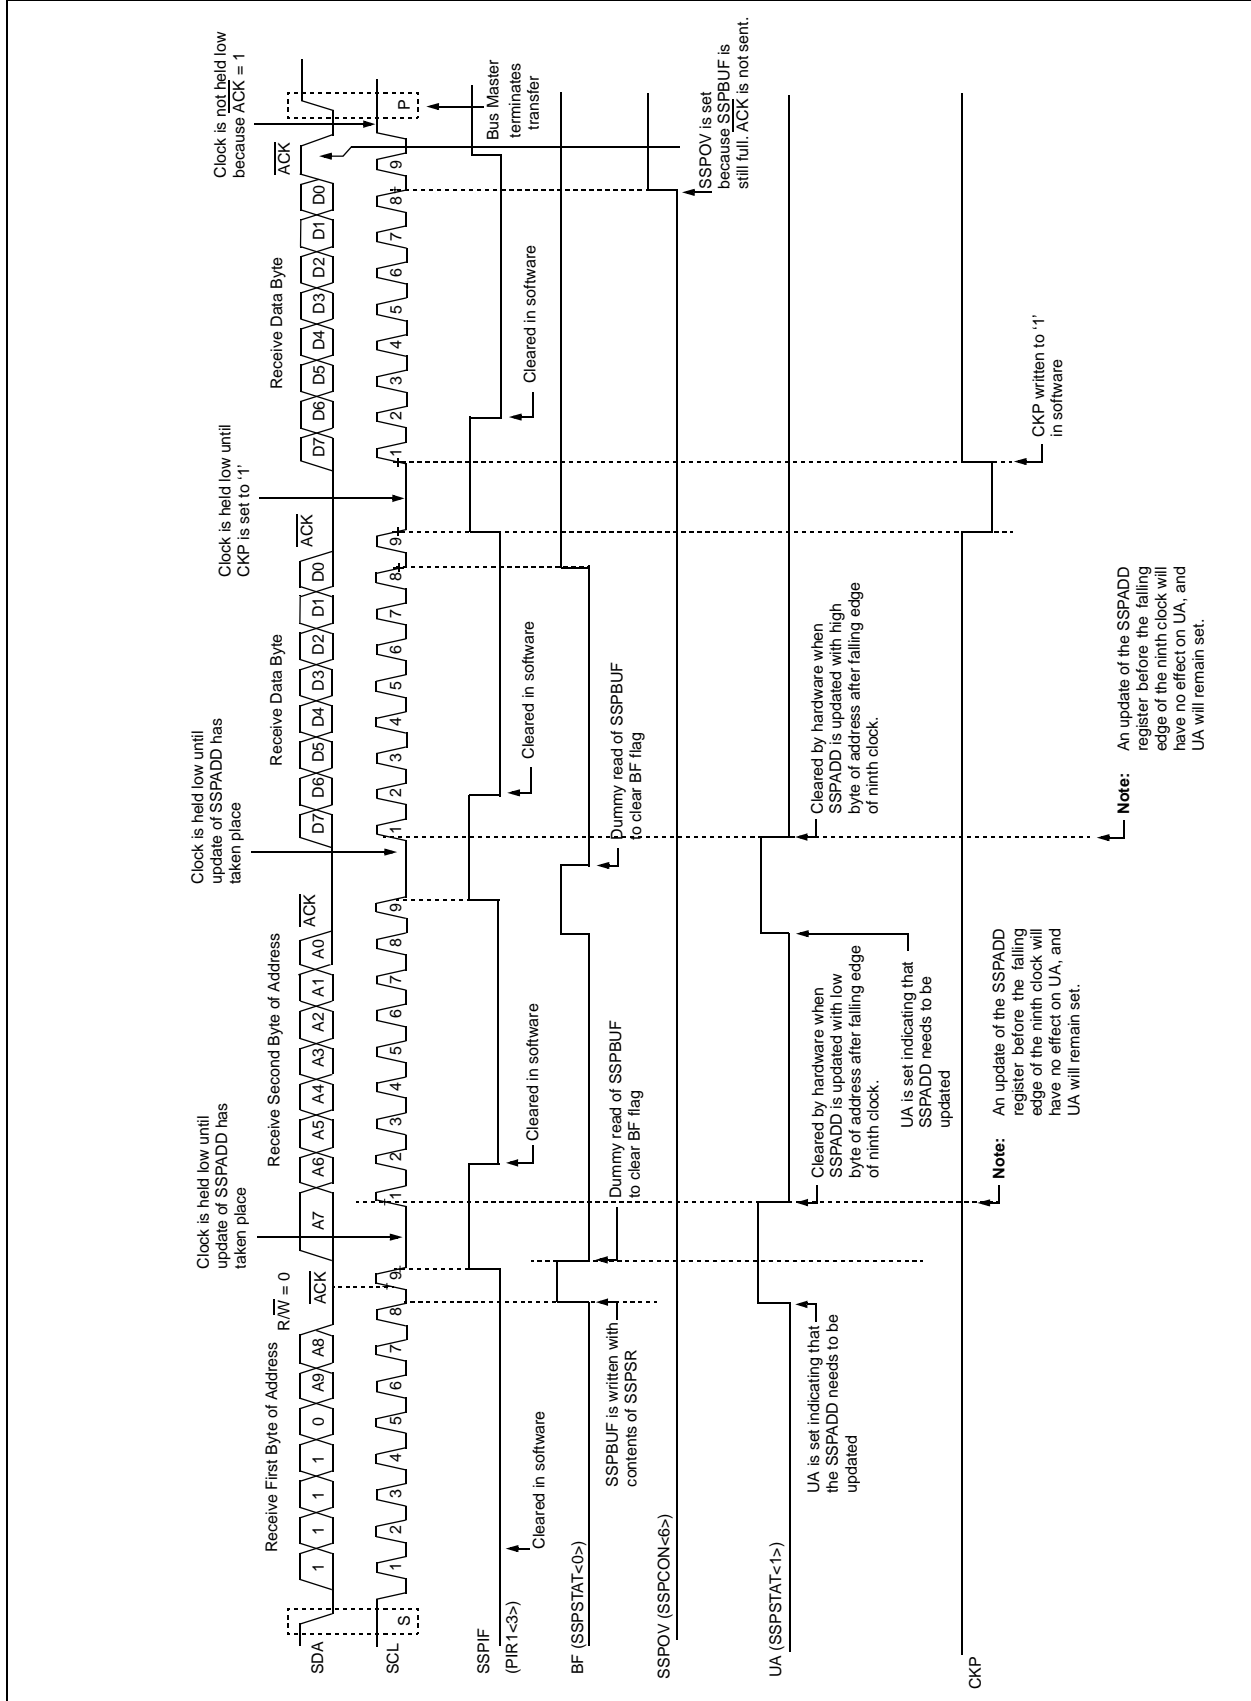 Receive First Byte of Address
R/W = 0
Clock is held low until
update of SSPADD has
taken place
Receive Second Byte of Address
Clock is held low until
update of SSPADD has
taken place
Receive Data Byte
Clock is held low until
CKP is set to ‘1’
Receive Data Byte
Clock is not held low
because ACK = 1
SDA
1 1 1 1 0 A9 A8 ACK A7 A6 A5 A4 A3 A2 A1 A0 ACK D7 D6 D5 D4 D3 D2 D1 D0 ACK D7 D6 D5 D4 D3 D2 D1 D0 ACK
SCL
S 1 2 3 4 5 6 7 8 9 1 2 3 4 5 6 7 8 9 1 2 3 4 5 6 7 8 9 1 2 3 4 5 6 7 8 9 P
Bus Master
terminates
transfer
SSPIF
(PIR1<3>)
Cleared in software
Cleared in software
Cleared in software
Cleared in software
BF (SSPSTAT<0>)
SSPBUF is written with
contents of SSPSR
Dummy read of SSPBUF
to clear BF flag
Dummy read of SSPBUF
to clear BF flag
SSPOV (SSPCON<6>)
SSPOV is set
because SSPBUF is
still full. ACK is not sent.
UA (SSPSTAT<1>)
UA is set indicating that
the SSPADD needs to be
updated
Cleared by hardware when
SSPADD is updated with low
byte of address after falling edge
of ninth clock.
UA is set indicating that
SSPADD needs to be
updated
Cleared by hardware when
SSPADD is updated with high
byte of address after falling edge
of ninth clock.
CKP
CKP written to ‘1’
in software
Note: An update of the SSPADD
register before the falling
edge of the ninth clock will
have no effect on UA, and
UA will remain set.
Note: An update of the SSPADD
register before the falling
edge of the ninth clock will
have no effect on UA, and
UA will remain set.